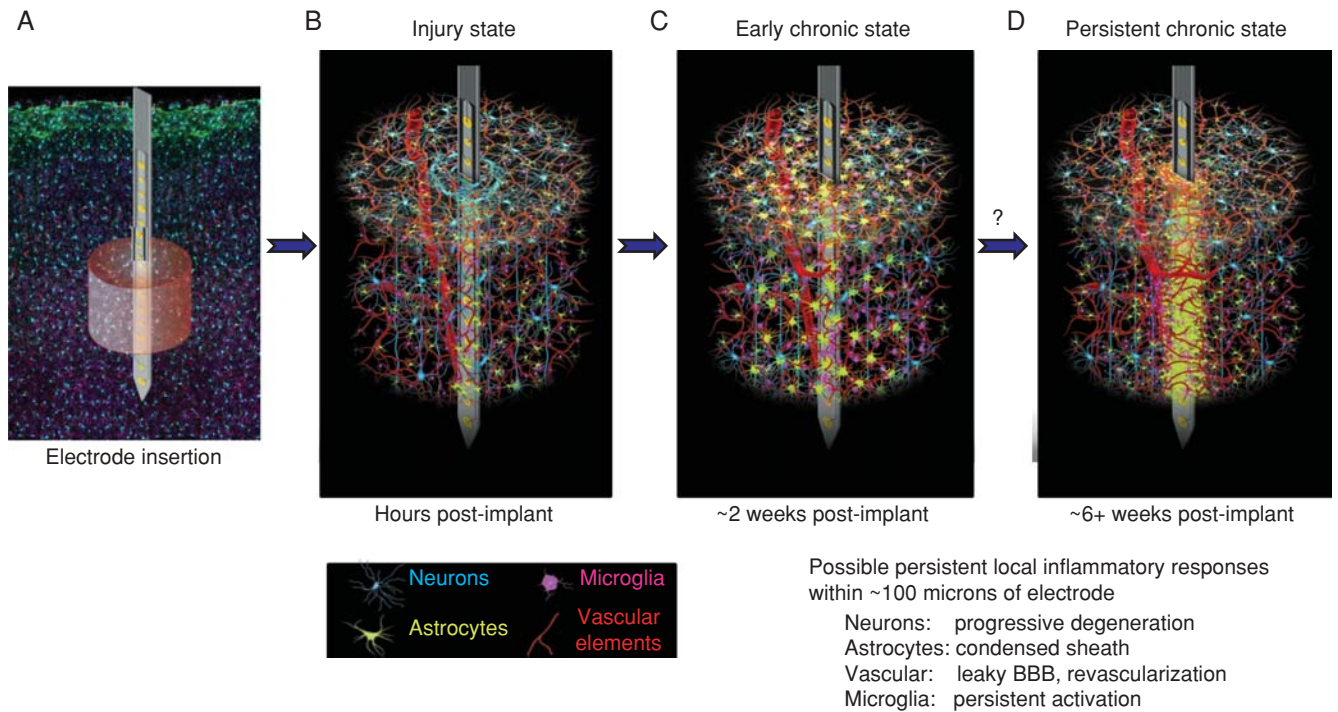 A
B
Injury state
C
Early chronic state
D
Persistent chronic state
?
Electrode insertion
Hours post-implant
~2 weeks post-implant
~6+ weeks post-implant
Neurons
Microglia
Astrocytes
Vascular
elements
Possible persistent local inflammatory responses
within ~100 microns of electrode
Neurons: progressive degeneration
Astrocytes: condensed sheath
Vascular: leaky BBB, revascularization
Microglia: persistent activation